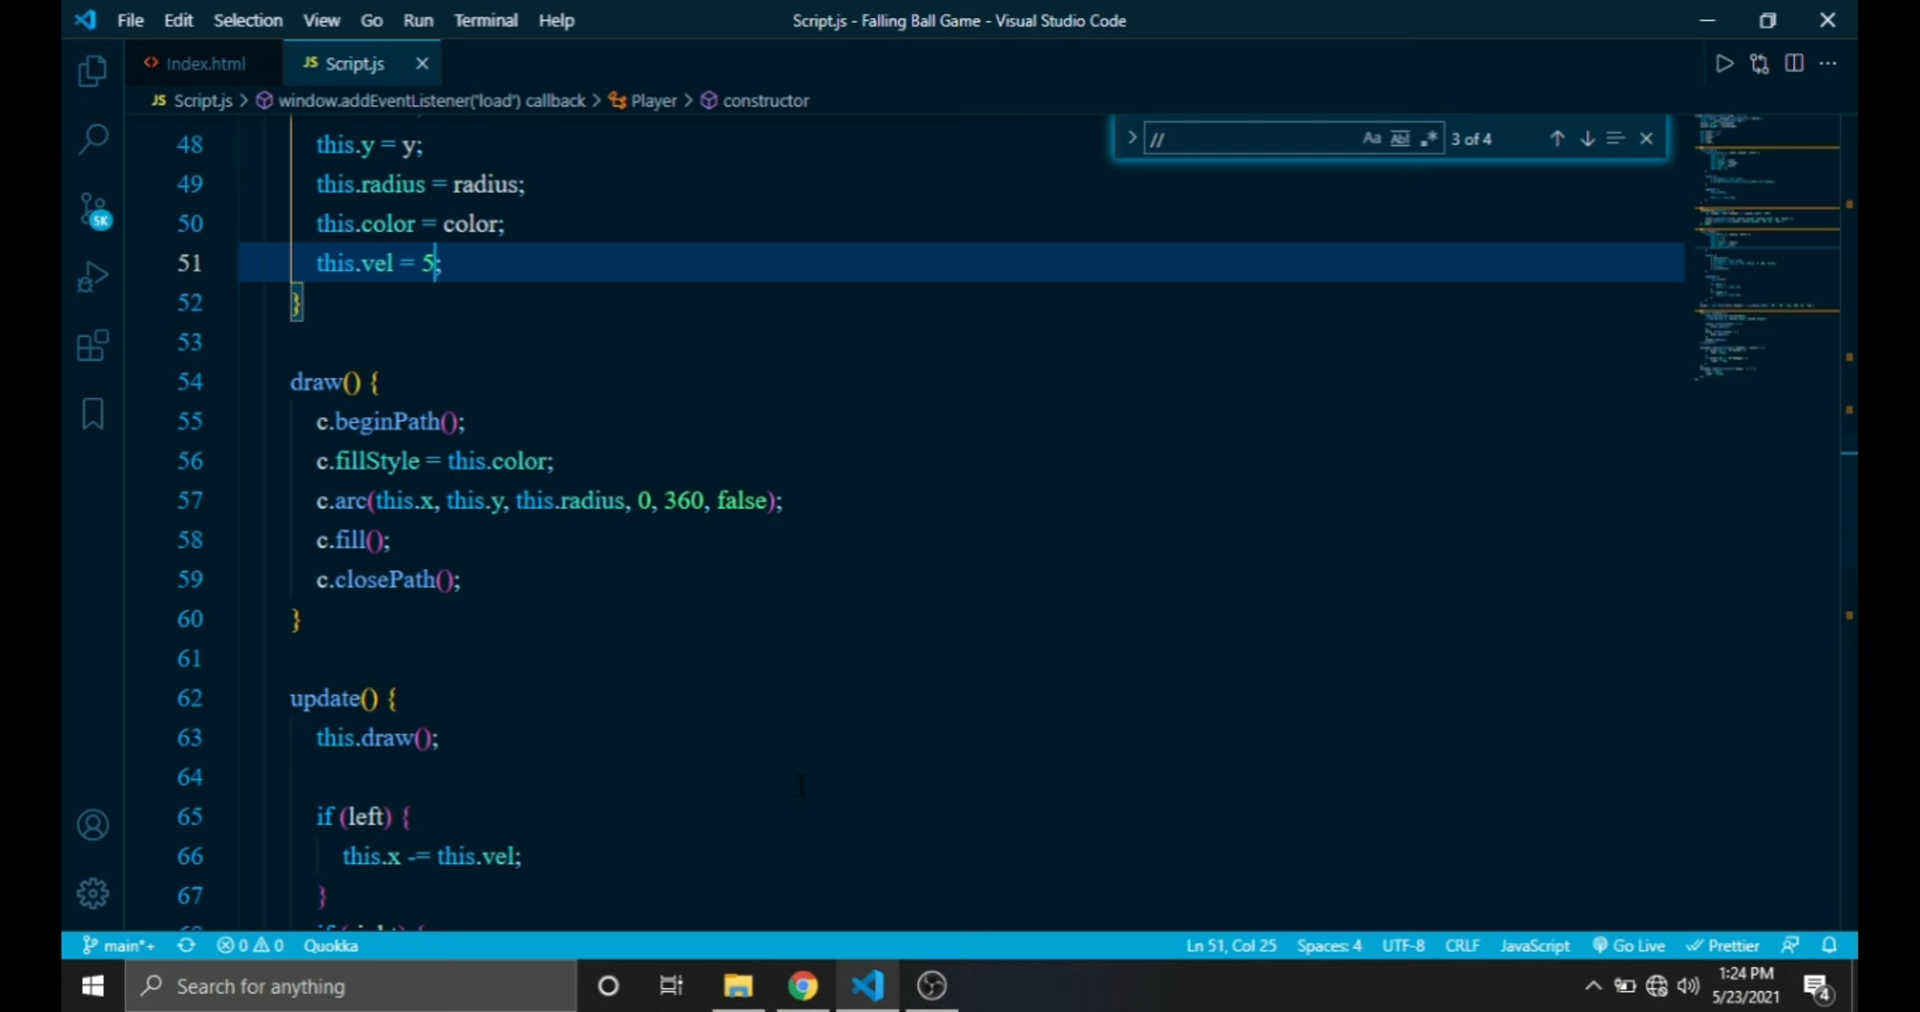 File Edit Selection View Go Run Terminal Help
Script.js - Falling Ball Game - Visual Studio Code
Index.html
JS Script.js
JS Script.js > window.addEventListener('load') callback > Player > constructor
// Aa Abl .* 3 of 4
48 this.y = y;
49 this.radius = radius;
50 this.color = color;
51 this.vel = 5;
52 }
53
54 draw() {
55 c.beginPath();
56 c.fillStyle = this.color;
57 c.arc(this.x, this.y, this.radius, 0, 360, false);
58 c.fill();
59 c.closePath();
60 }
61
62 update() {
63 this.draw();
64
65 if (left) {
66 this.x -= this.vel;
67 }
5K
main*+ 0 0 Quokka Ln 51, Col 25 Spaces: 4 UTF-8 CRLF JavaScript Go Live Prettier
Search for anything
1:24 PM
5/23/2021
4